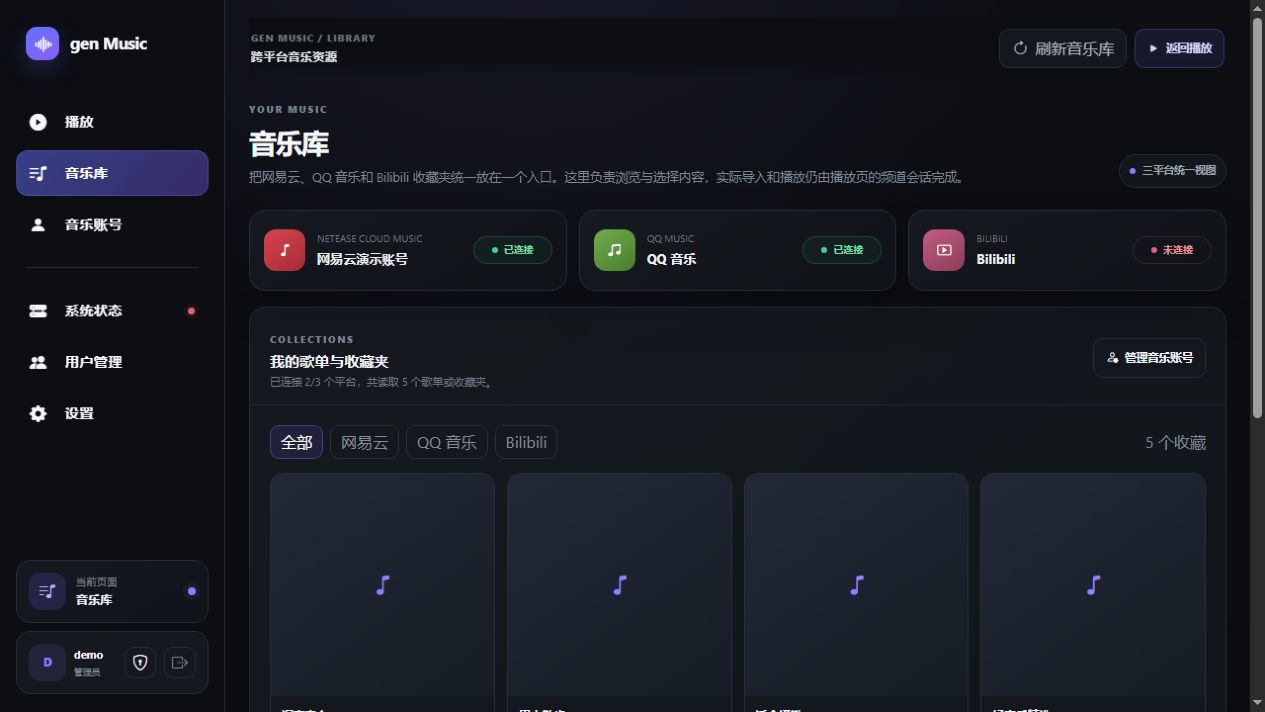 gen Music
播放
音乐库
音乐账号
系统状态
用户管理
设置
当前页面
音乐库
D
demo
管理员
GEN MUSIC / LIBRARY
跨平台音乐资源
刷新音乐库
返回播放
YOUR MUSIC
音乐库
把网易云、QQ 音乐和 Bilibili 收藏夹统一放在一个入口。这里负责浏览与选择内容，实际导入和播放仍由播放页的频道会话完成。
三平台统一视图
NETEASE CLOUD MUSIC
网易云演示账号
已连接
QQ MUSIC
QQ 音乐
已连接
BILIBILI
Bilibili
未连接
COLLECTIONS
我的歌单与收藏夹
已连接 2/3 个平台，共读取 5 个歌单或收藏夹。
管理音乐账号
全部
网易云
QQ 音乐
Bilibili
5 个收藏